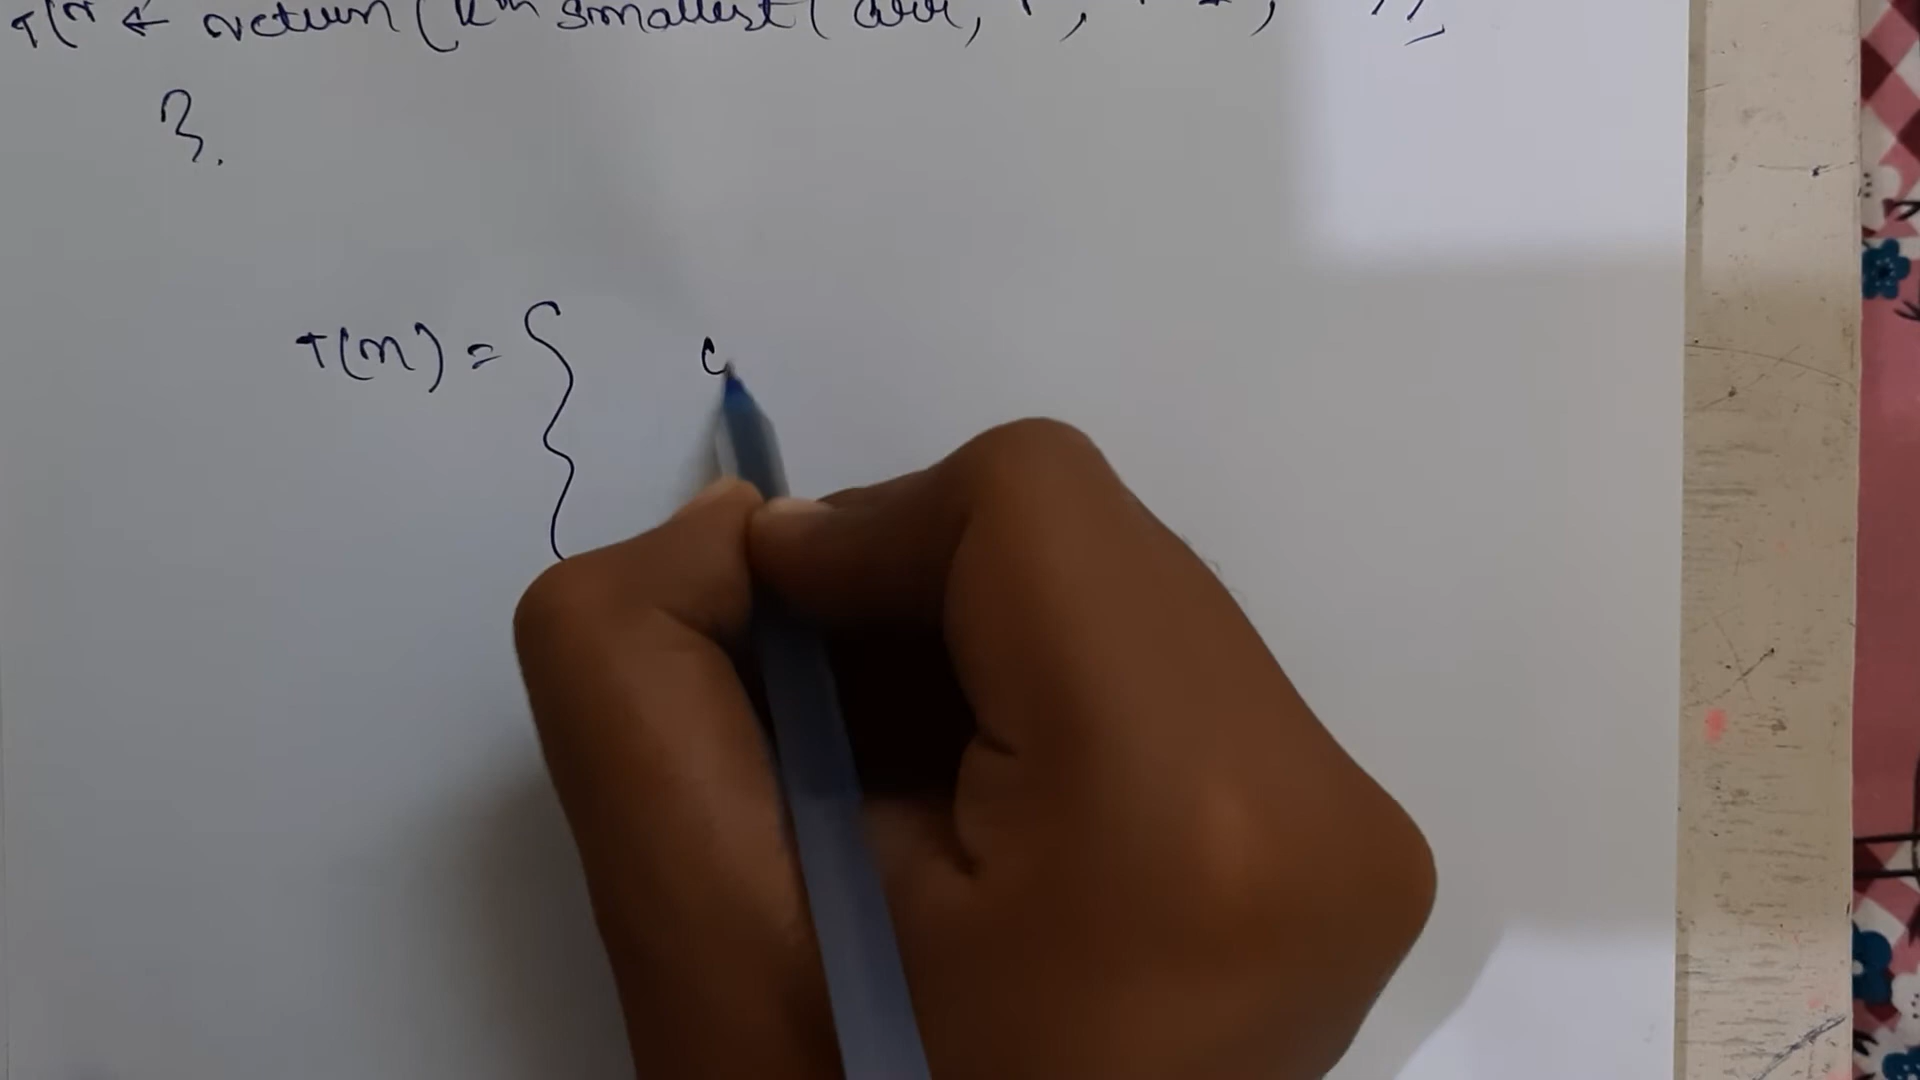 ← return (kth smallest (arr,
}.
T(n) = { c